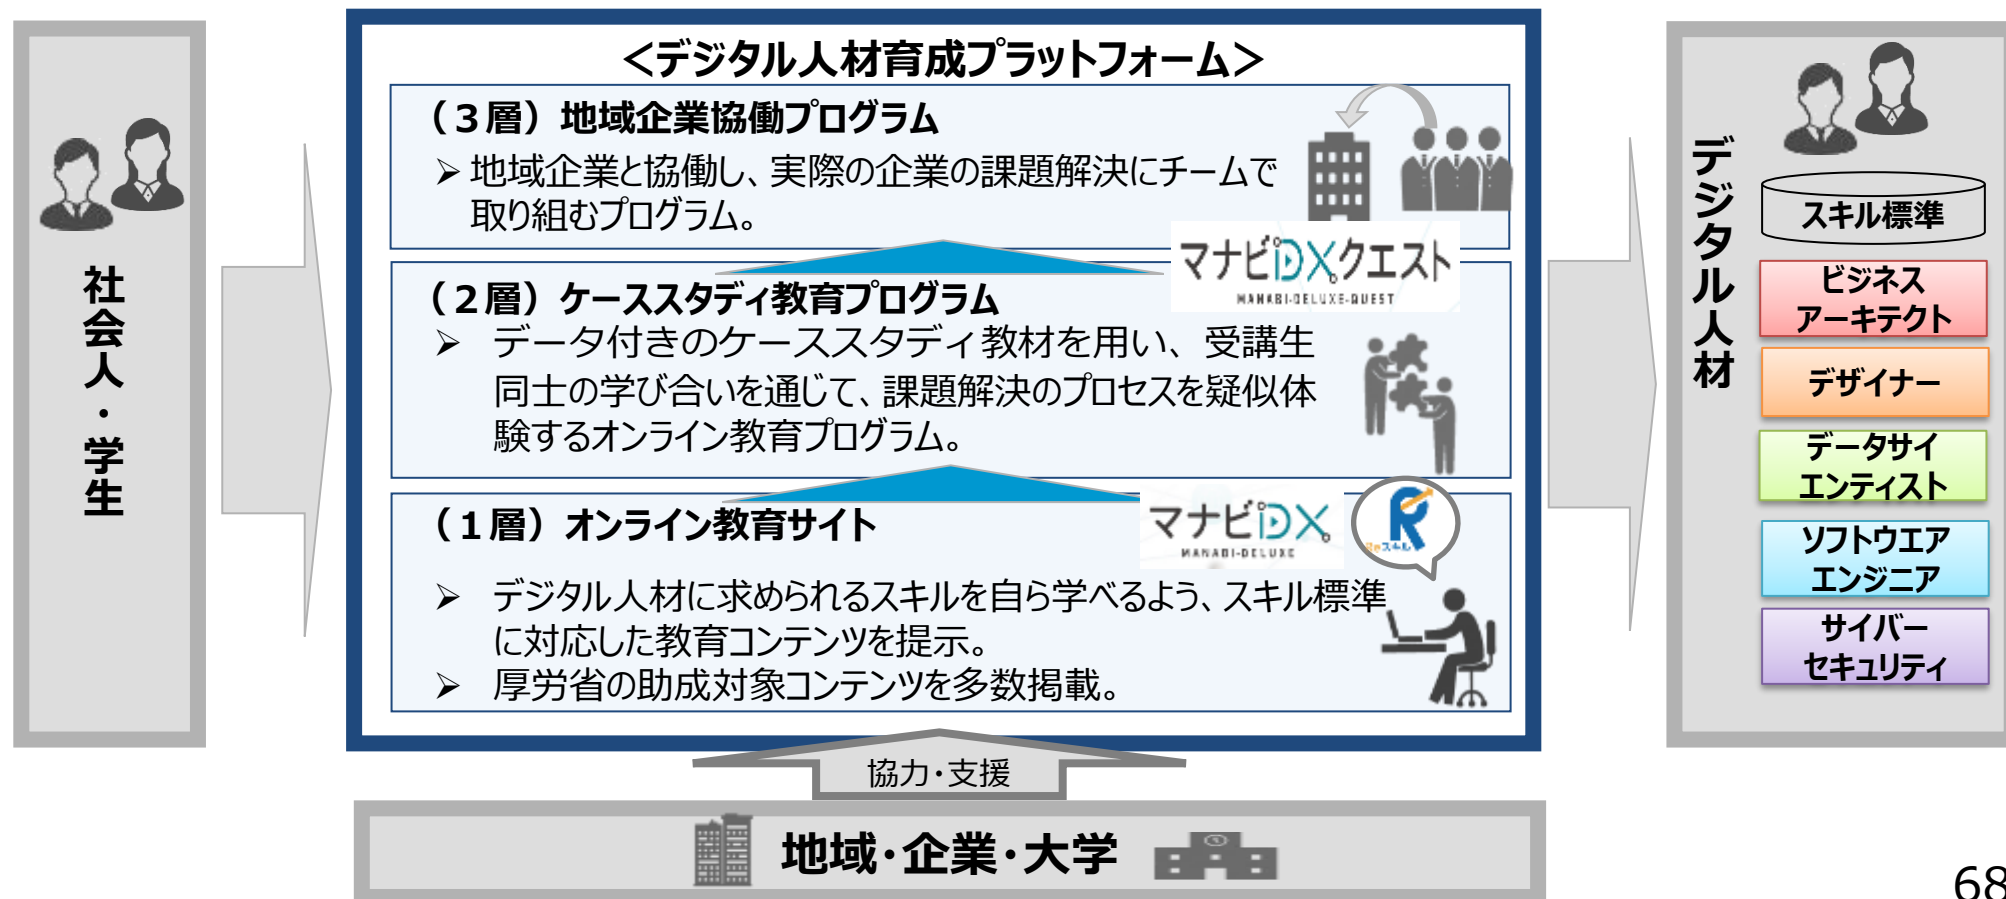 社会人・学生
＜デジタル人材育成プラットフォーム＞
（３層）地域企業協働プログラム
➢ 地域企業と協働し、実際の企業の課題解決にチームで
取り組むプログラム。
マナビDXクエスト
MANABI-DELUXE-QUEST
（２層）ケーススタディ教育プログラム
➢ データ付きのケーススタディ教材を用い、受講生
同士の学び合いを通じて、課題解決のプロセスを疑似体
験するオンライン教育プログラム。
（１層）オンライン教育サイト
マナビDX
MANABI-DELUXE
Reスキル
➢ デジタル人材に求められるスキルを自ら学べるよう、スキル標準
に対応した教育コンテンツを提示。
➢ 厚労省の助成対象コンテンツを多数掲載。
協力・支援
地域・企業・大学
デジタル人材
スキル標準
ビジネス
アーキテクト
デザイナー
データサイ
エンティスト
ソフトウエア
エンジニア
サイバー
セキュリティ
68